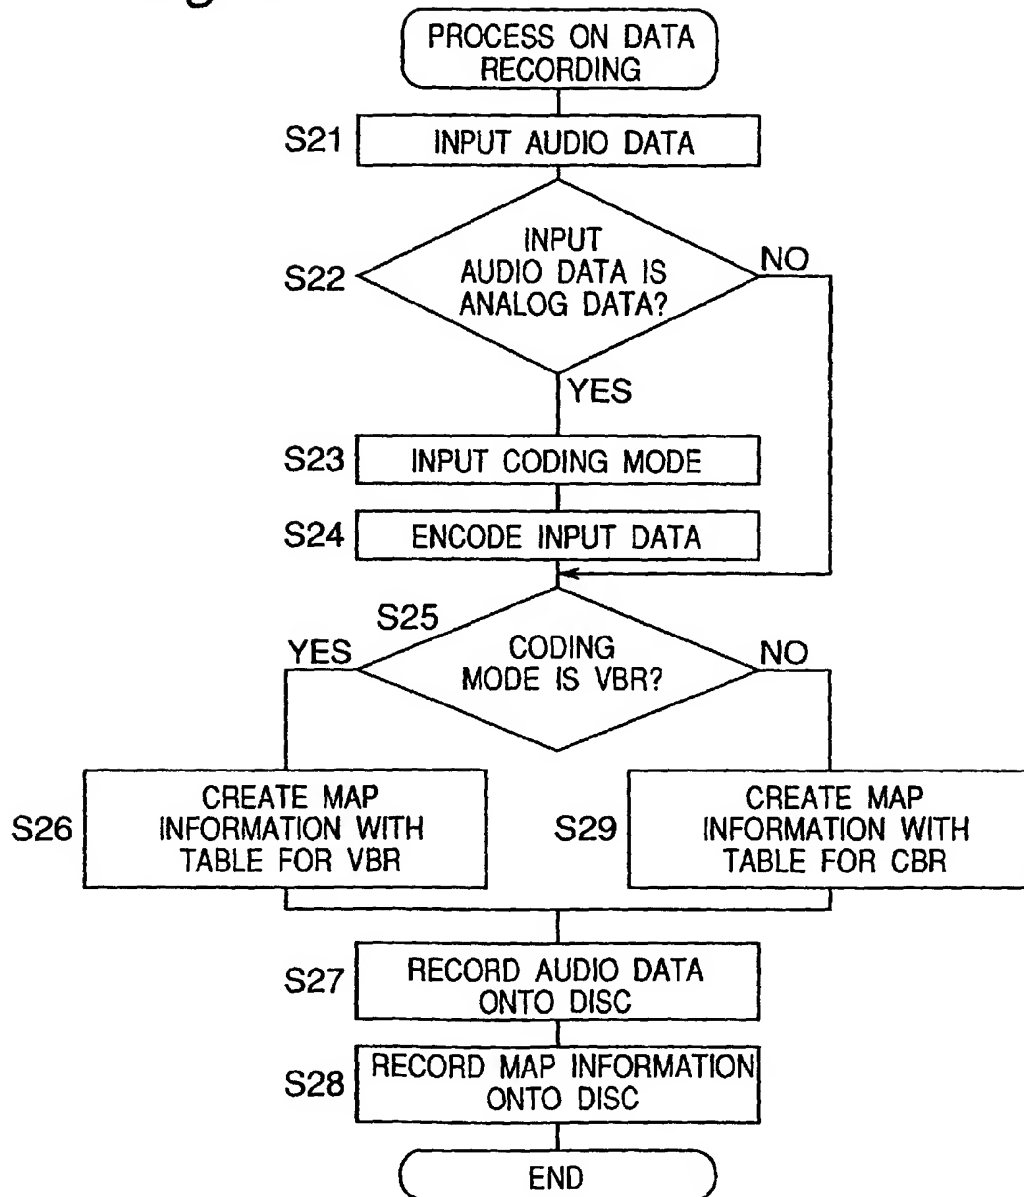 PROCESS ON DATA
RECORDING
S21
INPUT AUDIO DATA
S22
INPUT
AUDIO DATA IS
ANALOG DATA?
NO
YES
S23
INPUT CODING MODE
S24
ENCODE INPUT DATA
S25
CODING
MODE IS VBR?
YES
NO
S26
CREATE MAP
INFORMATION WITH
TABLE FOR VBR
S29
CREATE MAP
INFORMATION WITH
TABLE FOR CBR
S27
RECORD AUDIO DATA
ONTO DISC
S28
RECORD MAP INFORMATION
ONTO DISC
END